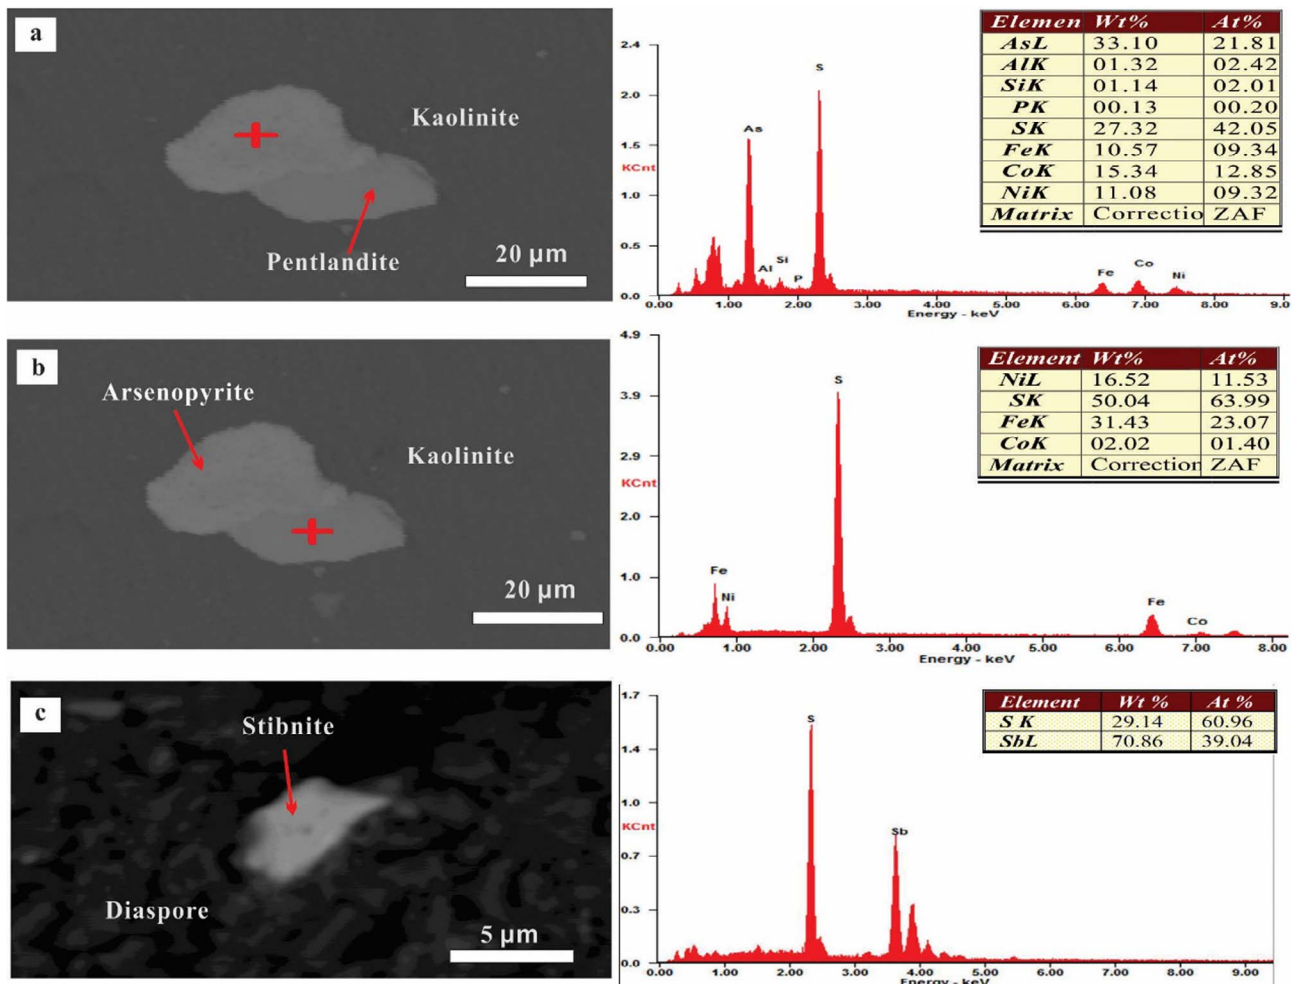 a
Kaolinite
Pentlandite
20 µm
2.4
2.0
1.5
KCnt
1.0
0.5
0.0
S
As
Al
Si
P
Fe
Co
Ni
0.00 1.00 2.00 3.00 4.00 5.00 6.00 7.00 8.00 9.0
Energy - keV
Elemen Wt% At%
AsL 33.10 21.81
AlK 01.32 02.42
SiK 01.14 02.01
PK 00.13 00.20
SK 27.32 42.05
FeK 10.57 09.34
CoK 15.34 12.85
NiK 11.08 09.32
Matrix Correctio ZAF
b
Arsenopyrite
Kaolinite
20 µm
4.9
3.9
2.9
KCnt
2.0
1.0
0.0
S
Fe
Ni
Fe
Co
0.00 1.00 2.00 3.00 4.00 5.00 6.00 7.00 8.00
Energy - keV
Element Wt% At%
NiL 16.52 11.53
SK 50.04 63.99
FeK 31.43 23.07
CoK 02.02 01.40
Matrix Correction ZAF
c
Stibnite
Diaspore
5 µm
1.7
1.4
1.0
KCnt
0.7
0.3
0.0
S
Sb
0.00 1.00 2.00 3.00 4.00 5.00 6.00 7.00 8.00 9.00
Energy - keV
Element Wt % At %
S K 29.14 60.96
SbL 70.86 39.04